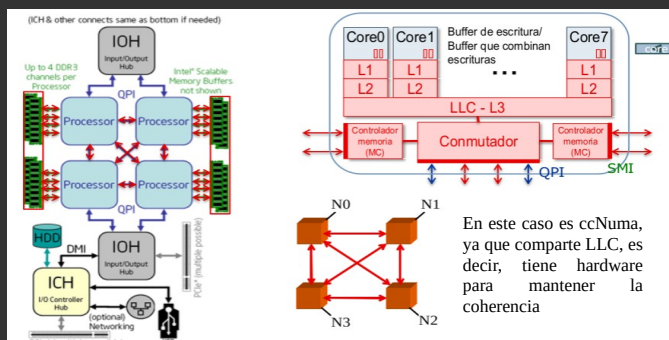 (ICH & other connects same as bottom if needed)
IOH
Input/Output
Hub
Up to 4 DDR3
channels per
Processor
Intel® Scalable
Memory Buffers
not shown
QPI
Processor
Processor
Processor
Processor
QPI
HDD
DMI
IOH
Input/Output
Hub
PCIe* (multiple possible)
ICH
I/O Controller
Hub
(optional)
Networking
Core0
Core1
Buffer de escritura/
Buffer que combinan
escrituras
Core7
core
L1
L1
...
L1
L2
L2
L2
LLC - L3
Controlador
memoria
(MC)
Conmutador
Controlador
memoria
(MC)
QPI
SMI
N0
N1
N3
N2
En este caso es ccNuma,
ya que comparte LLC, es
decir, tiene hardware
para mantener la
coherencia